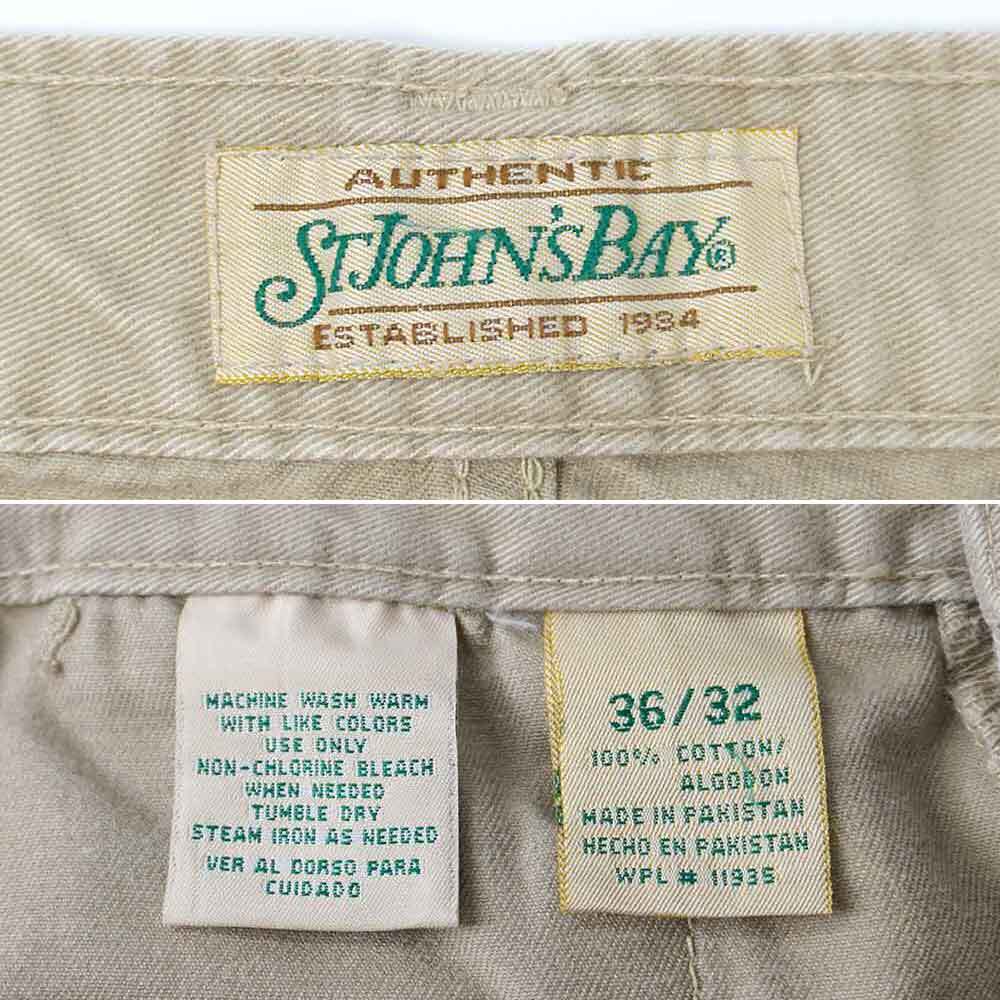 AUTHENTIC
ST JOHN'S BAY®
ESTABLISHED 1934
MACHINE WASH WARM
WITH LIKE COLORS
USE ONLY
NON-CHLORINE BLEACH
WHEN NEEDED
TUMBLE DRY
STEAM IRON AS NEEDED
VER AL DORSO PARA
CUIDADO
36/32
100% COTTON/
ALGODON
MADE IN PAKISTAN
HECHO EN PAKISTAN
WPL # 11935